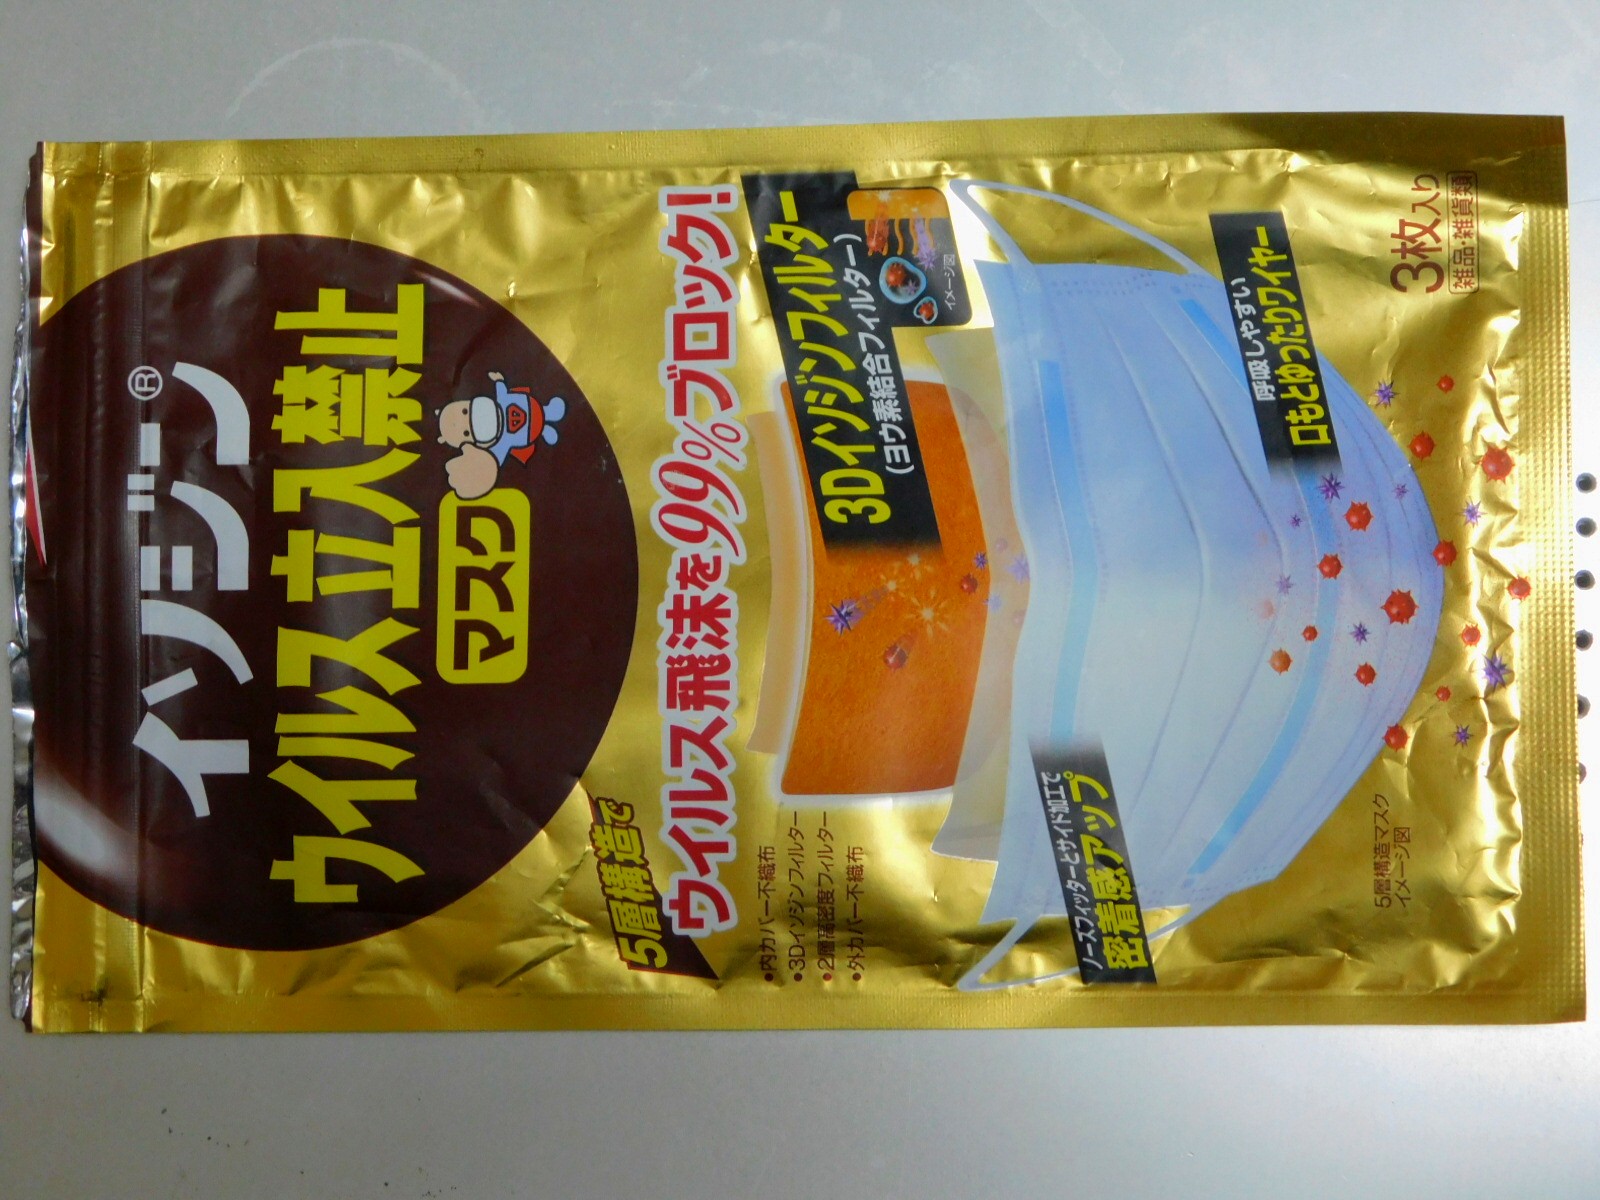 イソジン®
ウイルス立入禁止
マスク
5層構造で
ウイルス飛沫を99%ブロック!
•内カバー不織布
•3Dイソジンフィルター
•2層高密度フィルター
•外カバー不織布
3Dイソジンフィルター
(ヨウ素結合フィルター)
イメージ図
ノーズフィッターとサイド加工で
密着感アップ
呼吸しやすい
口もとゆったりワイヤー
5層構造マスク
イメージ図
3枚入り
雑品・雑貨類